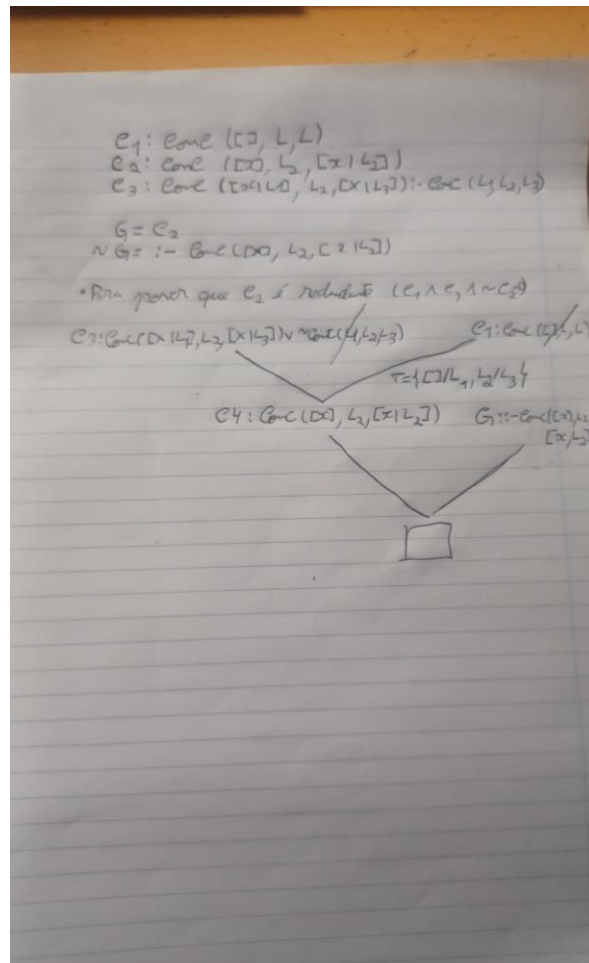 C1: Conc ([], L, L)
C2: Conc ([x], L2, [x|L2])
C3: Conc ([x|L1], L2, [x|L3]):- Conc (L1, L2, L3)
G = C2
~G = :- Conc([x], L2, [x|L2])
• Para provar que C2 é redudante (C1 ∧ C3 ∧ ~C2)
C3: Conc([x|L1], L2, [x|L3]) ∨ ~Conc(L1, L2, L3) C1: Conc ([], L, L)
T={[]/L1, L2/L3}
C4: Conc ([x], L2, [x|L2]) G::-Conc([x], L2
[x, L2]